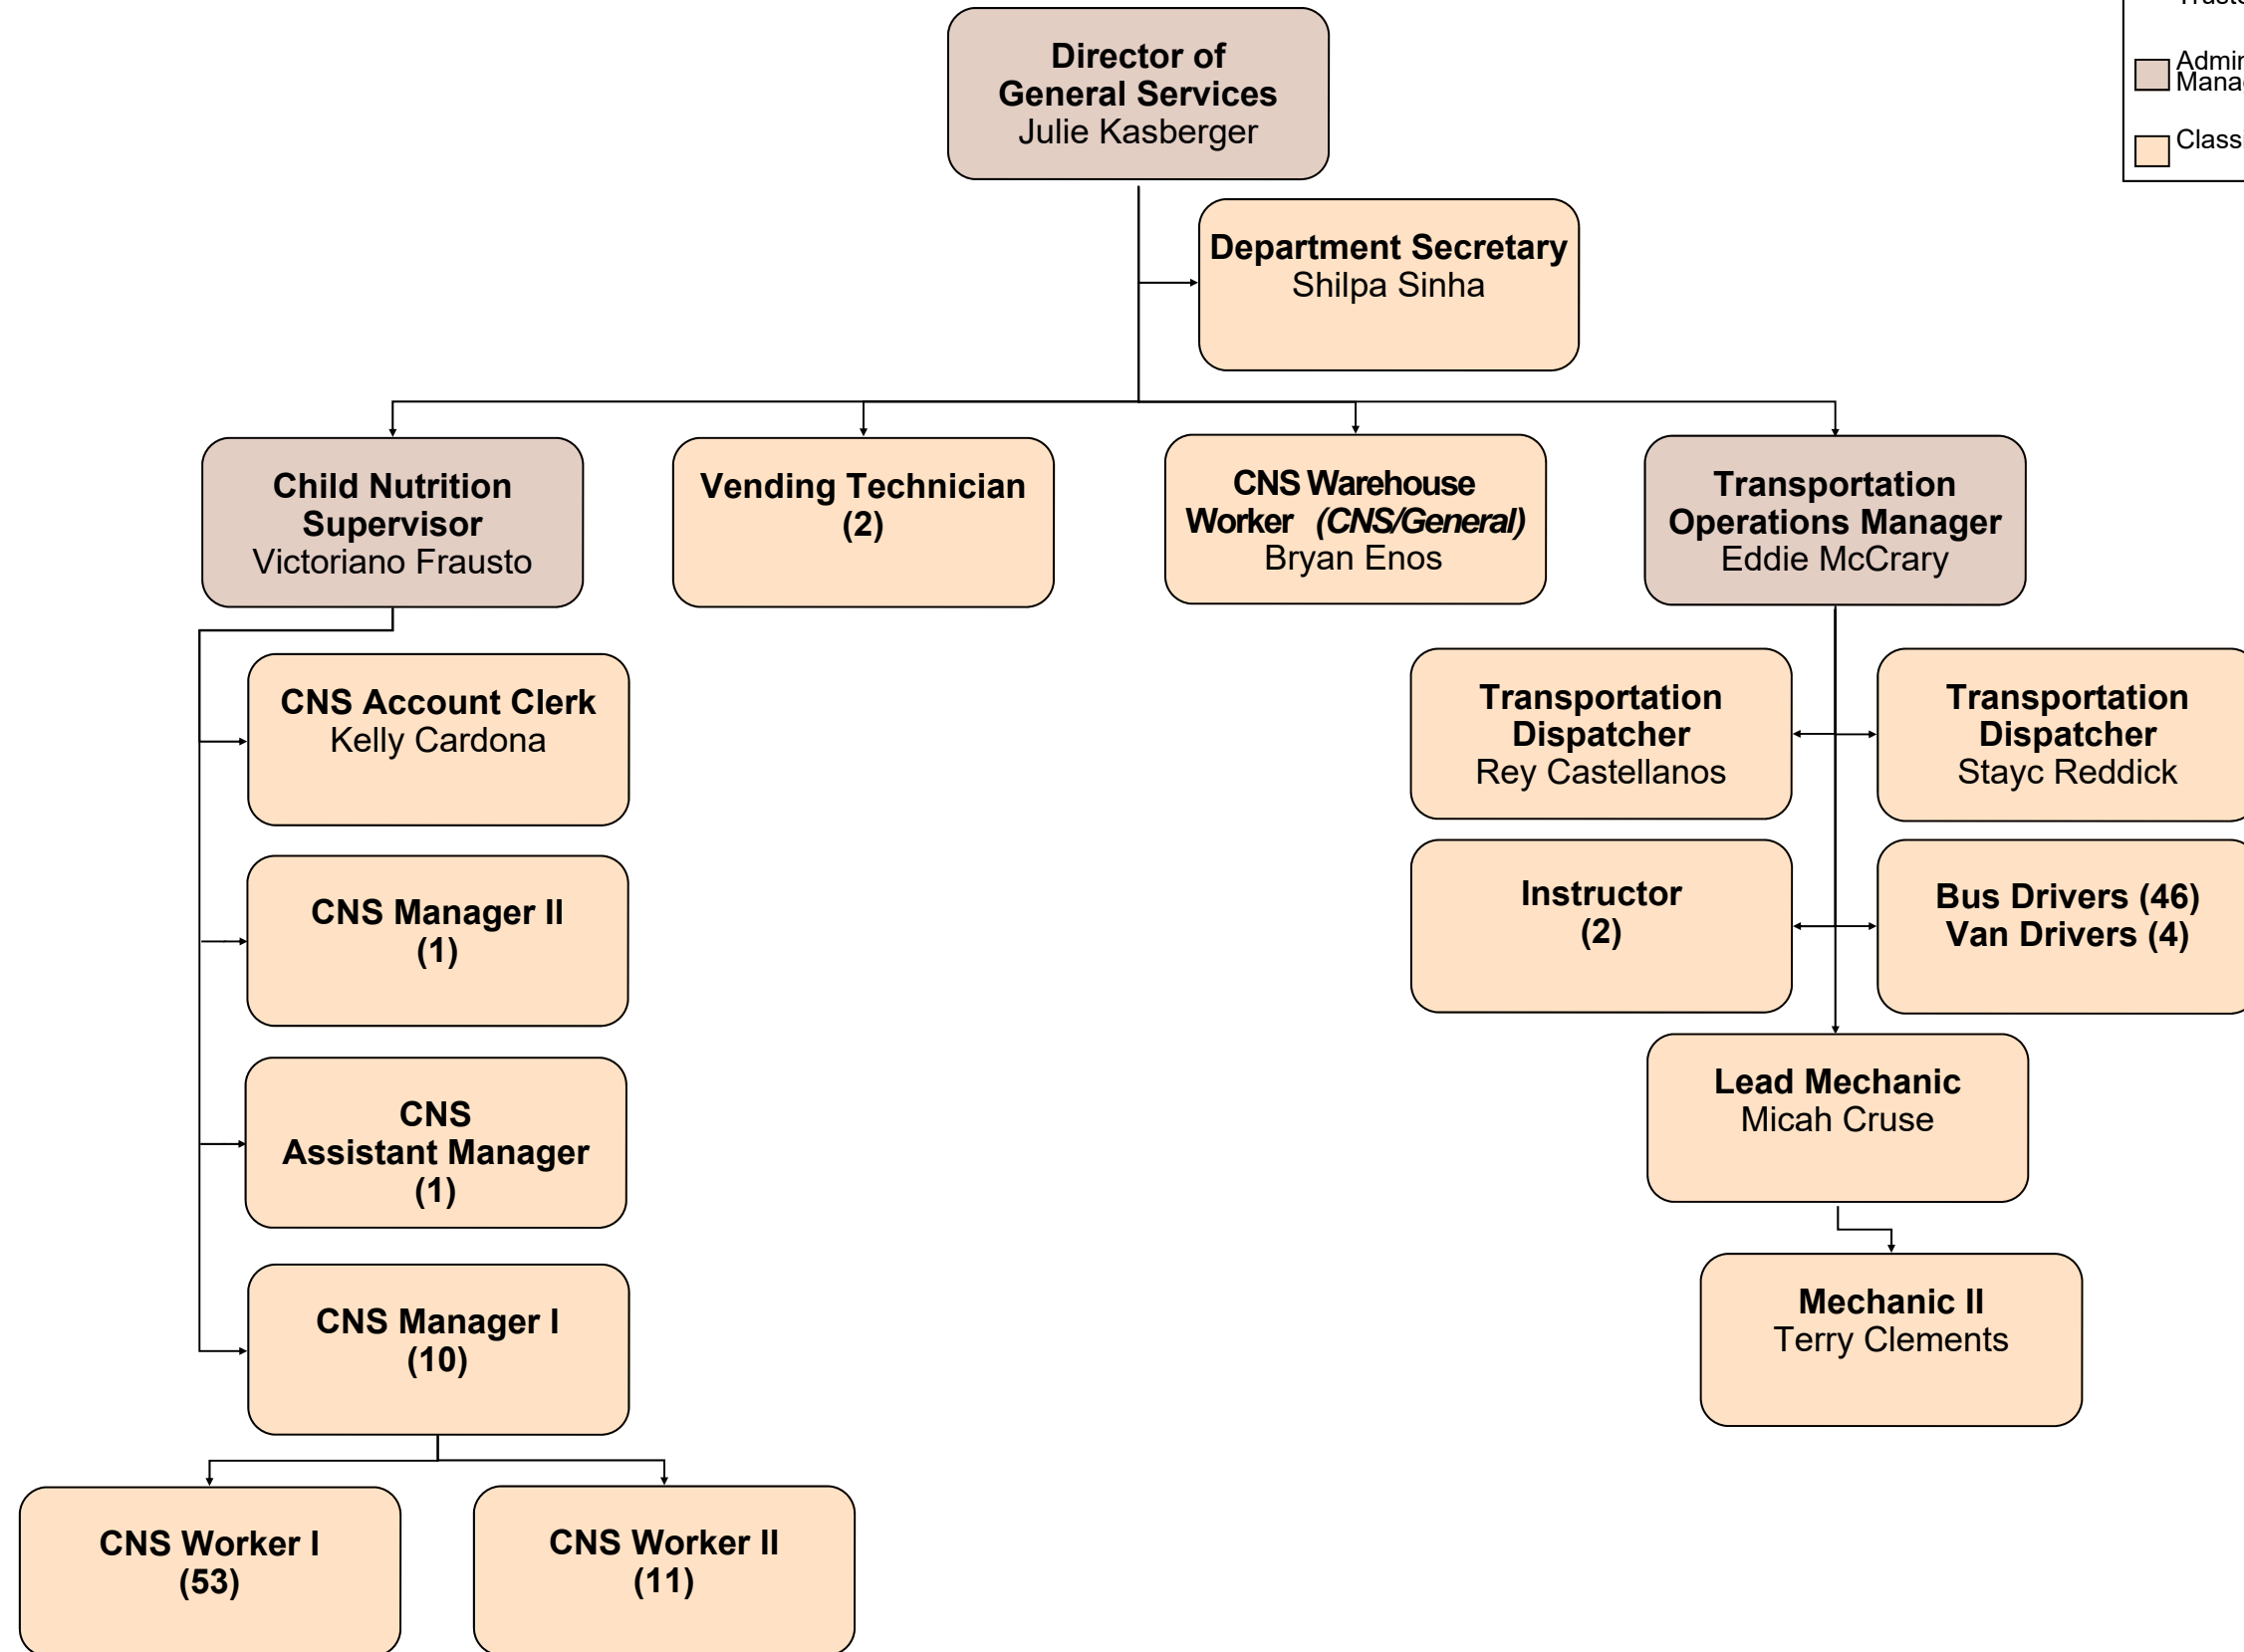 Director of
General Services
Julie Kasberger
Department Secretary
Shilpa Sinha
Child Nutrition
Supervisor
Victoriano Frausto
Vending Technician
(2)
CNS Warehouse
Worker (CNS/General)
Bryan Enos
Transportation
Operations Manager
Eddie McCrary
CNS Account Clerk
Kelly Cardona
CNS Manager II
(1)
CNS
Assistant Manager
(1)
CNS Manager I
(10)
CNS Worker I
(53)
CNS Worker II
(11)
Transportation
Dispatcher
Rey Castellanos
Transportation
Dispatcher
Stayc Reddick
Instructor
(2)
Bus Drivers (46)
Van Drivers (4)
Lead Mechanic
Micah Cruse
Mechanic II
Terry Clements